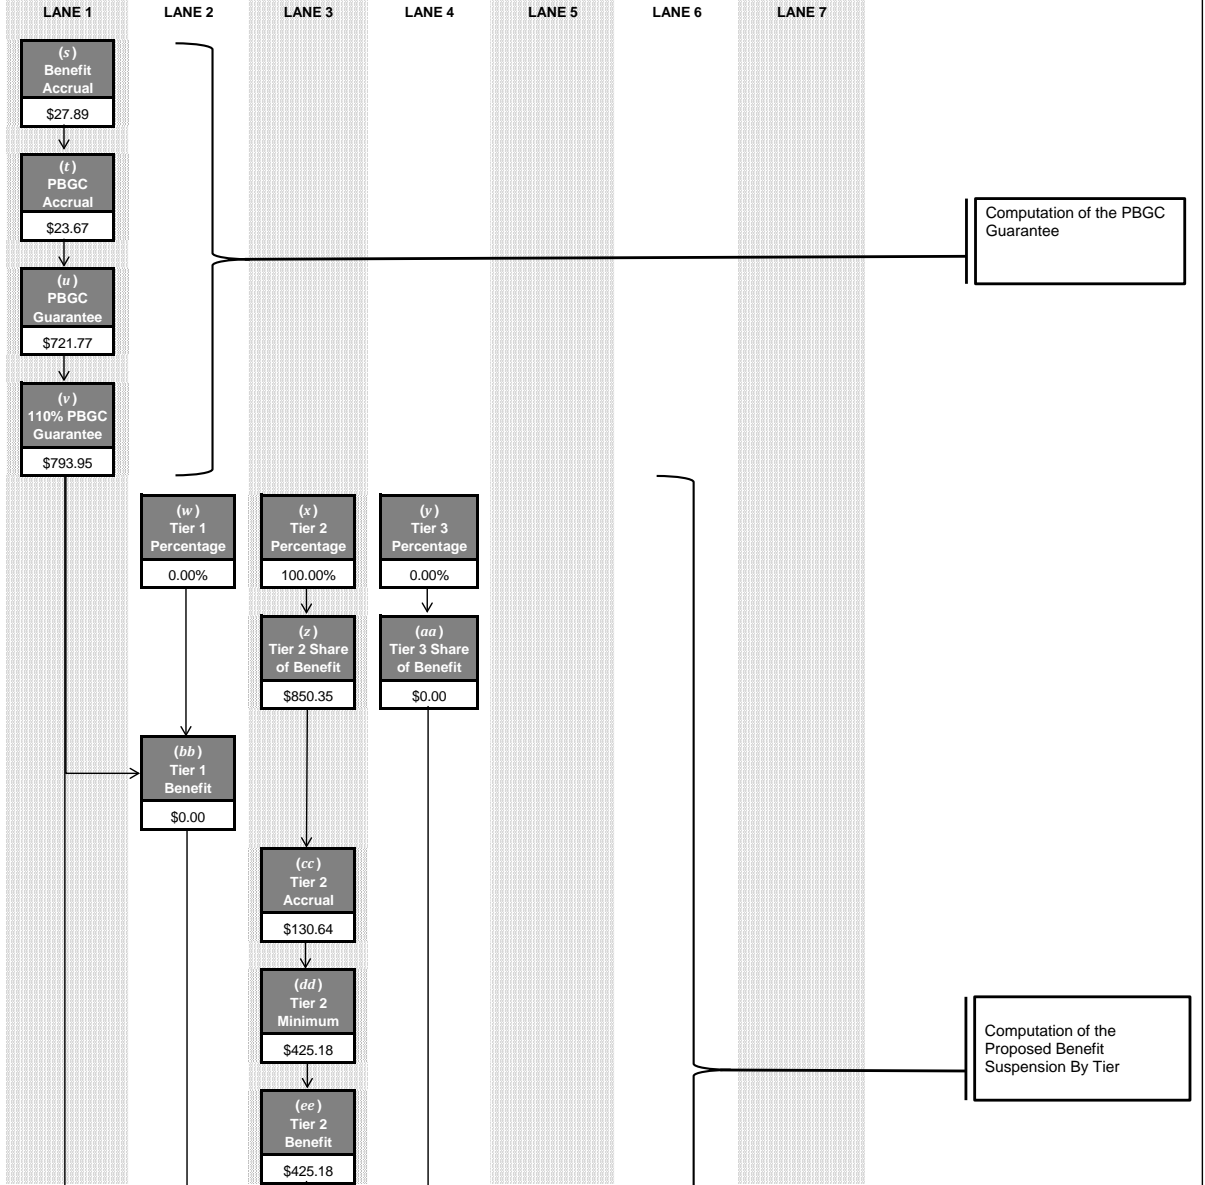 LANE 1 LANE 2 LANE 3 LANE 4 LANE 5 LANE 6 LANE 7
(s)
Benefit
Accrual
$27.89
(t)
PBGC
Accrual
$23.67
(u)
PBGC
Guarantee
$721.77
(v)
110% PBGC
Guarantee
$793.95
Computation of the PBGC
Guarantee
(w)
Tier 1
Percentage
0.00%
(x)
Tier 2
Percentage
100.00%
(y)
Tier 3
Percentage
0.00%
(z)
Tier 2 Share
of Benefit
$850.35
(aa)
Tier 3 Share
of Benefit
$0.00
(bb)
Tier 1
Benefit
$0.00
(cc)
Tier 2
Accrual
$130.64
(dd)
Tier 2
Minimum
$425.18
(ee)
Tier 2
Benefit
$425.18
Computation of the
Proposed Benefit
Suspension By Tier